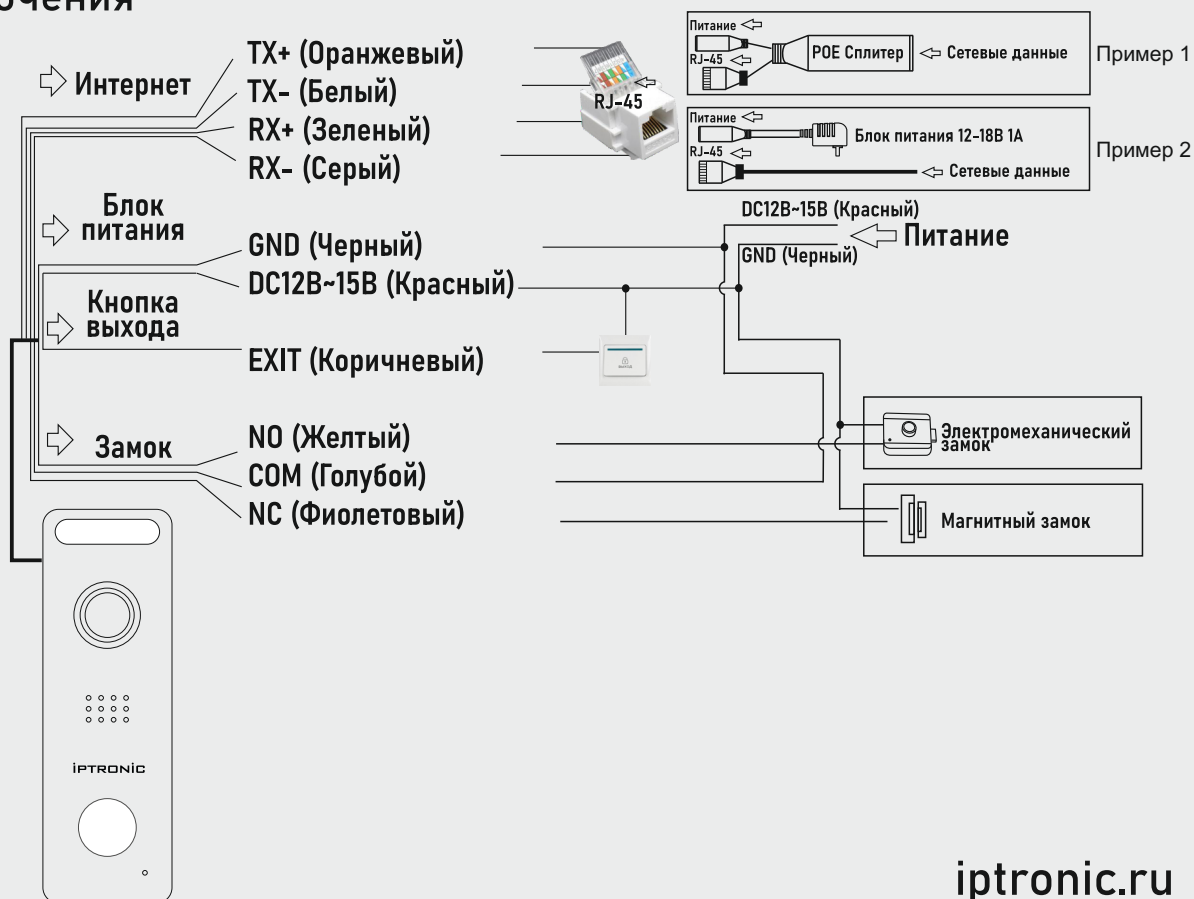 Интернет
TX+ (Оранжевый)
TX- (Белый)
RX+ (Зеленый)
RX- (Серый)
RJ-45
Питание
RJ-45
POE Сплитер
Сетевые данные
Пример 1
Питание
Блок питания 12-18В 1А
RJ-45
Сетевые данные
Пример 2
Блок
питания
GND (Черный)
DC12В~15В (Красный)
DC12В~15В (Красный)
Питание
GND (Черный)
Кнопка
выхода
EXIT (Коричневый)
Замок
NO (Желтый)
COM (Голубой)
NC (Фиолетовый)
Электромеханический
замок
Магнитный замок
iPTRONiC
iptronic.ru